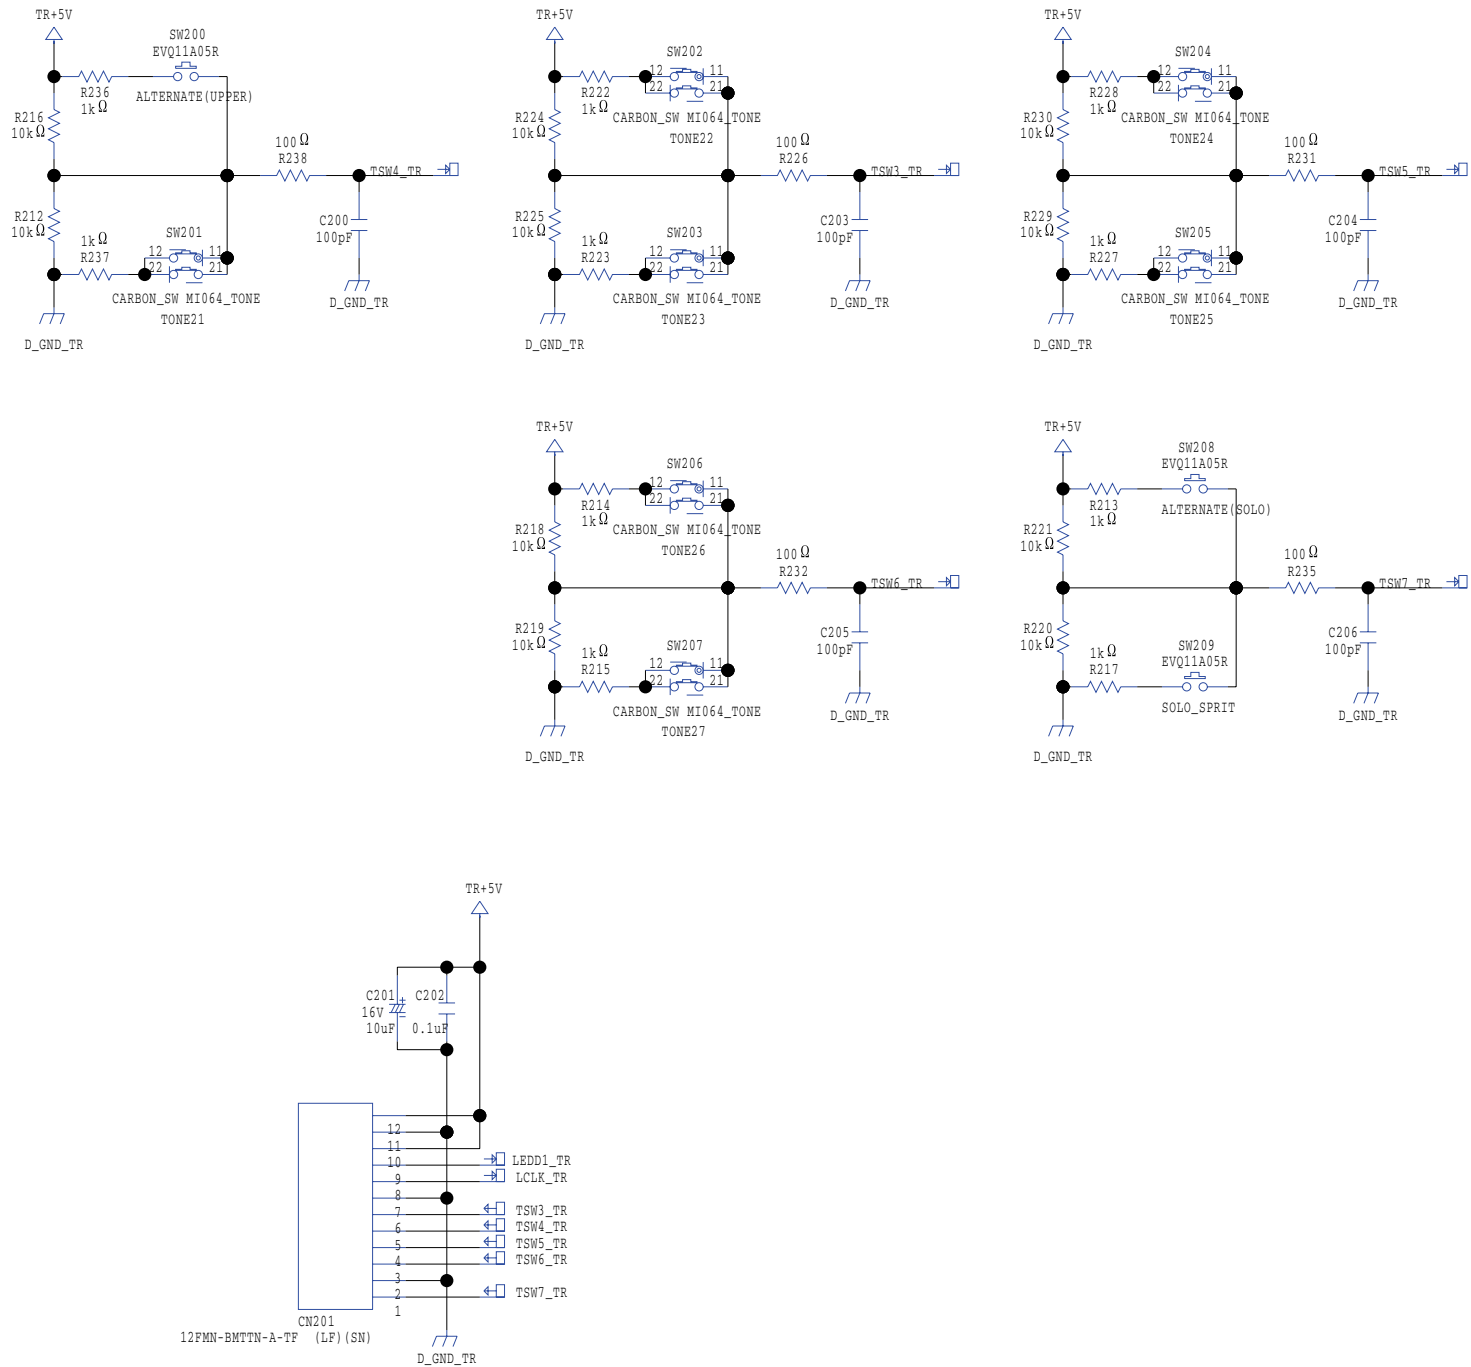 TR+5V
SW200
EVQ11A05R
R236
1kΩ
ALTERNATE(UPPER)
R216
10kΩ
100Ω
R238
TSW4_TR
R212
10kΩ
C200
100pF
1kΩ
R237
SW201
12
11
22
21
CARBON_SW MI064_TONE
TONE21
D_GND_TR
D_GND_TR
TR+5V
SW202
12
11
22
21
R222
1kΩ
R224
10kΩ
CARBON_SW MI064_TONE
TONE22
100Ω
R226
TSW3_TR
R225
10kΩ
C203
100pF
1kΩ
R223
SW203
12
11
22
21
CARBON_SW MI064_TONE
TONE23
D_GND_TR
D_GND_TR
TR+5V
SW204
12
11
22
21
R228
1kΩ
R230
10kΩ
CARBON_SW MI064_TONE
TONE24
100Ω
R231
TSW5_TR
R229
10kΩ
C204
100pF
1kΩ
R227
SW205
12
11
22
21
CARBON_SW MI064_TONE
TONE25
D_GND_TR
D_GND_TR
TR+5V
SW206
12
11
22
21
R214
1kΩ
R218
10kΩ
CARBON_SW MI064_TONE
TONE26
100Ω
R232
TSW6_TR
R219
10kΩ
C205
100pF
1kΩ
R215
SW207
12
11
22
21
CARBON_SW MI064_TONE
TONE27
D_GND_TR
D_GND_TR
TR+5V
SW208
EVQ11A05R
R213
1kΩ
ALTERNATE(SOLO)
R221
10kΩ
100Ω
R235
TSW7_TR
R220
10kΩ
C206
100pF
1kΩ
R217
SW209
EVQ11A05R
SOLO_SPRIT
D_GND_TR
D_GND_TR
TR+5V
C201
16V
10uF
C202
0.1uF
12
11
10
9
8
7
6
5
4
3
2
1
LEDD1_TR
LCLK_TR
TSW3_TR
TSW4_TR
TSW5_TR
TSW6_TR
TSW7_TR
CN201
12FMN-BMTTN-A-TF (LF)(SN)
D_GND_TR